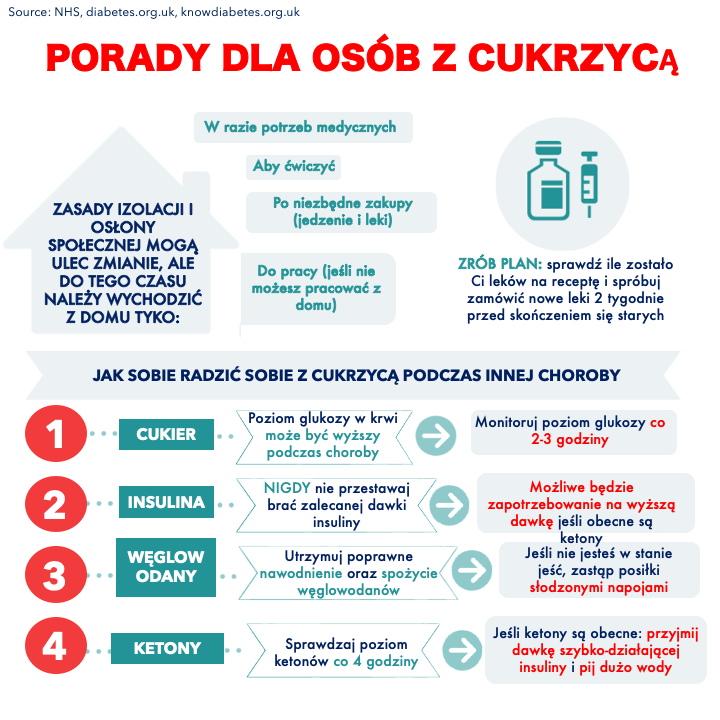 Source: NHS, diabetes.org.uk, knowdiabetes.org.uk
PORADY DLA OSÓB Z CUKRZYCĄ
ZASADY IZOLACJI I
OSŁONY
SPOŁECZNEJ MOGĄ
ULEC ZMIANIE, ALE
DO TEGO CZASU
NALEŻY WYCHODZIĆ
Z DOMU TYKO:
W razie potrzeb medycznych
Aby ćwiczyć
Po niezbędne zakupy
(jedzenie i leki)
Do pracy (jeśli nie
możesz pracować z
domu)
ZRÓB PLAN: sprawdź ile zostało
Ci leków na receptę i spróbuj
zamówić nowe leki 2 tygodnie
przed skończeniem się starych
JAK SOBIE RADZIĆ SOBIE Z CUKRZYCĄ PODCZAS INNEJ CHOROBY
1
CUKIER
Poziom glukozy w krwi
może być wyższy
podczas choroby
Monitoruj poziom glukozy co
2-3 godziny
2
INSULINA
NIGDY nie przestawaj
brać zalecanej dawki
insuliny
Możliwe będzie
zapotrzebowanie na wyższą
dawkę jeśli obecne są
ketony
3
WĘGLOW
ODANY
Utrzymuj poprawne
nawodnienie oraz spożycie
węglowodanów
Jeśli nie jesteś w stanie
jeść, zastąp posiłki
słodzonymi napojami
4
KETONY
Sprawdzaj poziom
ketonów co 4 godziny
Jeśli ketony są obecne: przyjmij
dawkę szybko-działającej
insuliny i pij dużo wody